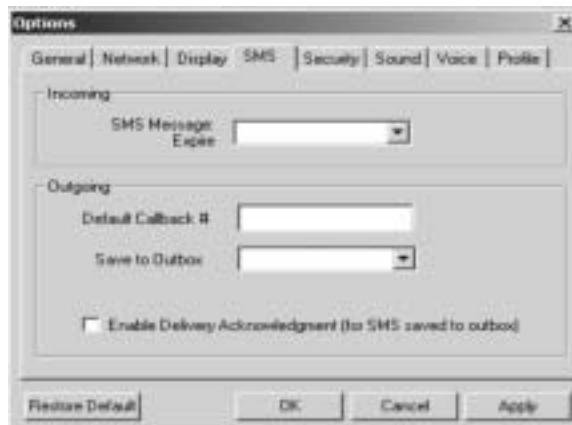 Options
General Network Display SMS Security Sound Voice Profile
Incoming
SMS Message
Expire
Outgoing
Default Callback #
Save to Outbox
Enable Delivery Acknowledgment (for SMS saved to outbox)
Restore Default OK Cancel Apply